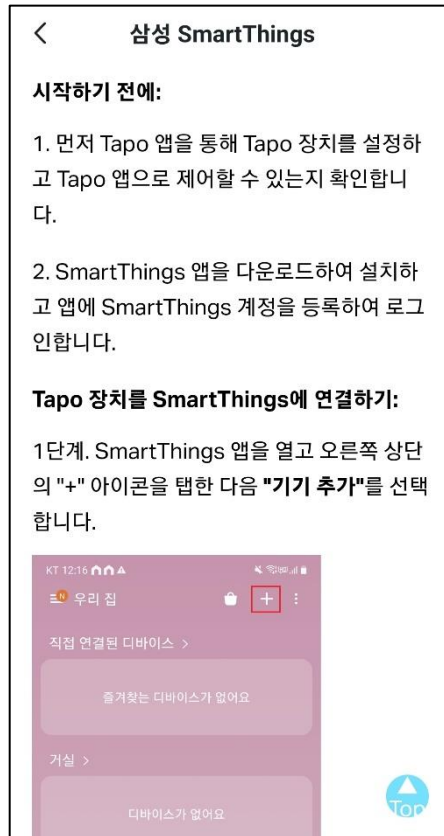 삼성 SmartThings
시작하기 전에:
1. 먼저 Tapo 앱을 통해 Tapo 장치를 설정하
고 Tapo 앱으로 제어할 수 있는지 확인합니
다.
2. SmartThings 앱을 다운로드하여 설치하
고 앱에 SmartThings 계정을 등록하여 로그
인합니다.
Tapo 장치를 SmartThings에 연결하기:
1단계. SmartThings 앱을 열고 오른쪽 상단
의 "+" 아이콘을 탭한 다음 "기기 추가"를 선택
합니다.
KT 12:16
N 우리 집
직접 연결된 디바이스 >
즐겨찾는 디바이스가 없어요
거실 >
디바이스가 없어요
Top